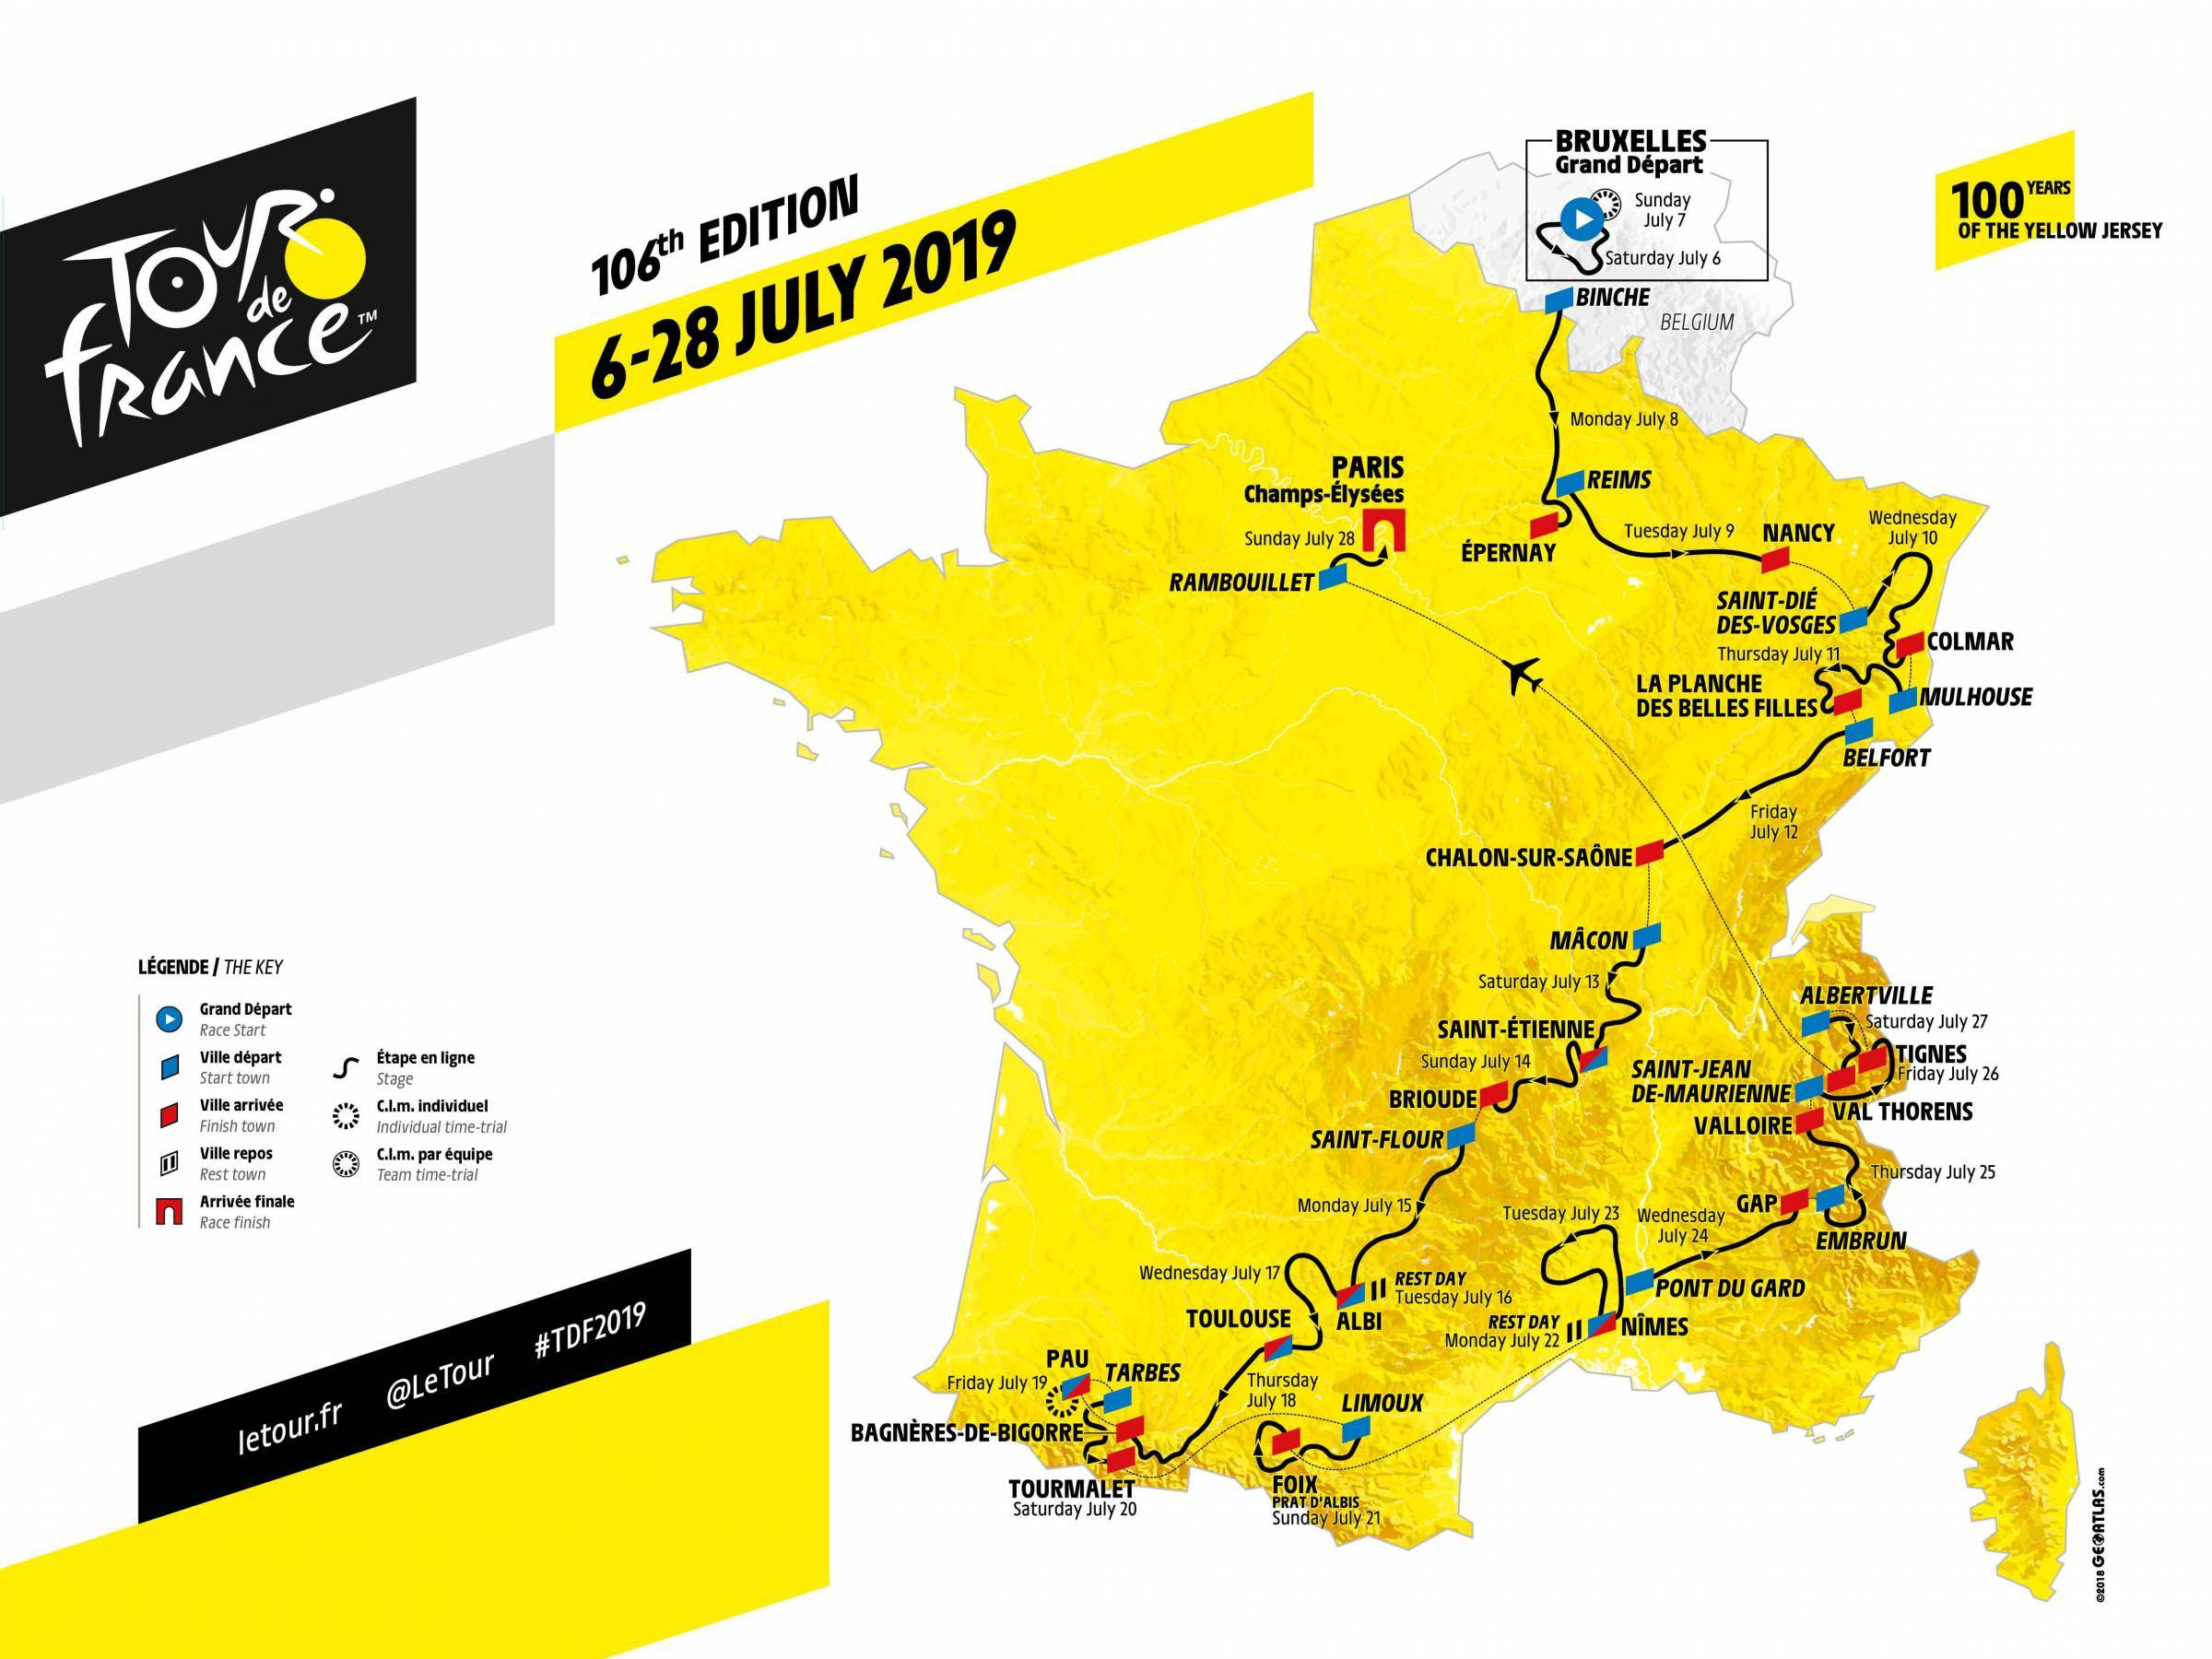 TOUR
de
france™
106th EDITION
6-28 JULY 2019
100 YEARS
OF THE YELLOW JERSEY
BRUXELLES
Grand Départ
Sunday
July 7
Saturday July 6
BINCHE
BELGIUM
Monday July 8
PARIS
Champs-Élysées
Sunday July 28
RAMBOUILLET
REIMS
ÉPERNAY
Tuesday July 9
NANCY
Wednesday
July 10
SAINT-DIÉ
DES-VOSGES
COLMAR
Thursday July 11
LA PLANCHE
DES BELLES FILLES
MULHOUSE
BELFORT
Friday
July 12
CHALON-SUR-SAÔNE
MÂCON
Saturday July 13
SAINT-ÉTIENNE
Sunday July 14
BRIOUDE
SAINT-FLOUR
Monday July 15
ALBERTVILLE
Saturday July 27
TIGNES
Friday July 26
SAINT-JEAN
DE-MAURIENNE
VAL THORENS
VALLOIRE
Thursday July 25
GAP
EMBRUN
Tuesday July 23
Wednesday
July 24
PONT DU GARD
REST DAY
Monday July 22
NÎMES
Wednesday July 17
REST DAY
Tuesday July 16
ALBI
TOULOUSE
PAU
Friday July 19
TARBES
Thursday
July 18
LIMOUX
BAGNÈRES-DE-BIGORRE
TOURMALET
Saturday July 20
FOIX
PRAT D'ALBIS
Sunday July 21
LÉGENDE / THE KEY
Grand Départ
Race Start
Ville départ
Start town
Ville arrivée
Finish town
Ville repos
Rest town
Arrivée finale
Race finish
Étape en ligne
Stage
C.l.m. individuel
Individual time-trial
C.l.m. par équipe
Team time-trial
letour.fr @LeTour #TDF2019
©2018 GEOATLAS.com